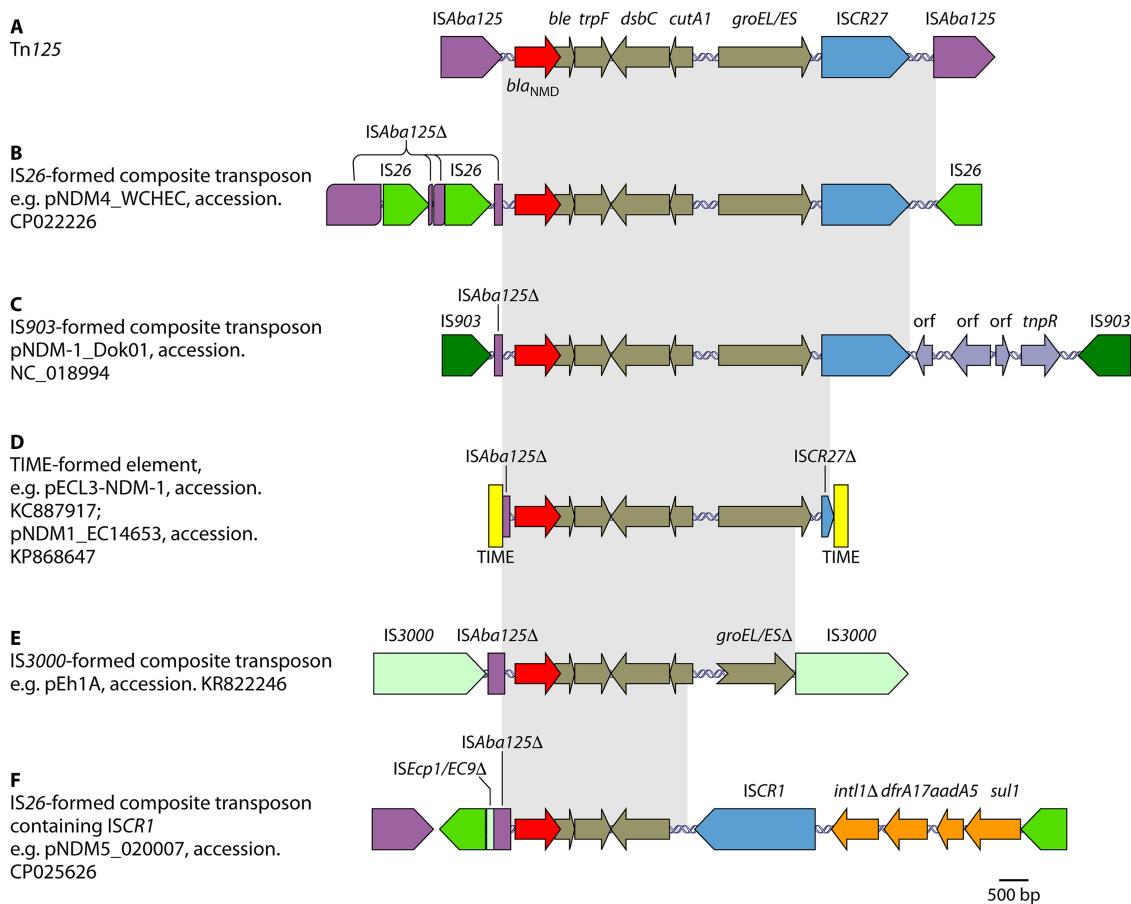 A
Tn125
ISAba125 ble trpF dsbC cutA1 groEL/ES ISCR27 ISAba125
blaNMD
B
IS26-formed composite transposon
e.g. pNDM4_WCHEC, accession.
CP022226
ISAba125Δ
IS26 IS26 IS26
C
IS903-formed composite transposon
pNDM-1_Dok01, accession.
NC_018994
ISAba125Δ
IS903 orf orf orf tnpR IS903
D
TIME-formed element,
e.g. pECL3-NDM-1, accession.
KC887917;
pNDM1_EC14653, accession.
KP868647
ISAba125Δ ISCR27Δ
TIME TIME
E
IS3000-formed composite transposon
e.g. pEh1A, accession. KR822246
IS3000 ISAba125Δ groEL/ESΔ IS3000
F
IS26-formed composite transposon
containing ISCR1
e.g. pNDM5_020007, accession.
CP025626
ISAba125Δ
ISEcp1/EC9Δ
ISCR1 intl1Δ dfrA17 aadA5 sul1
500 bp